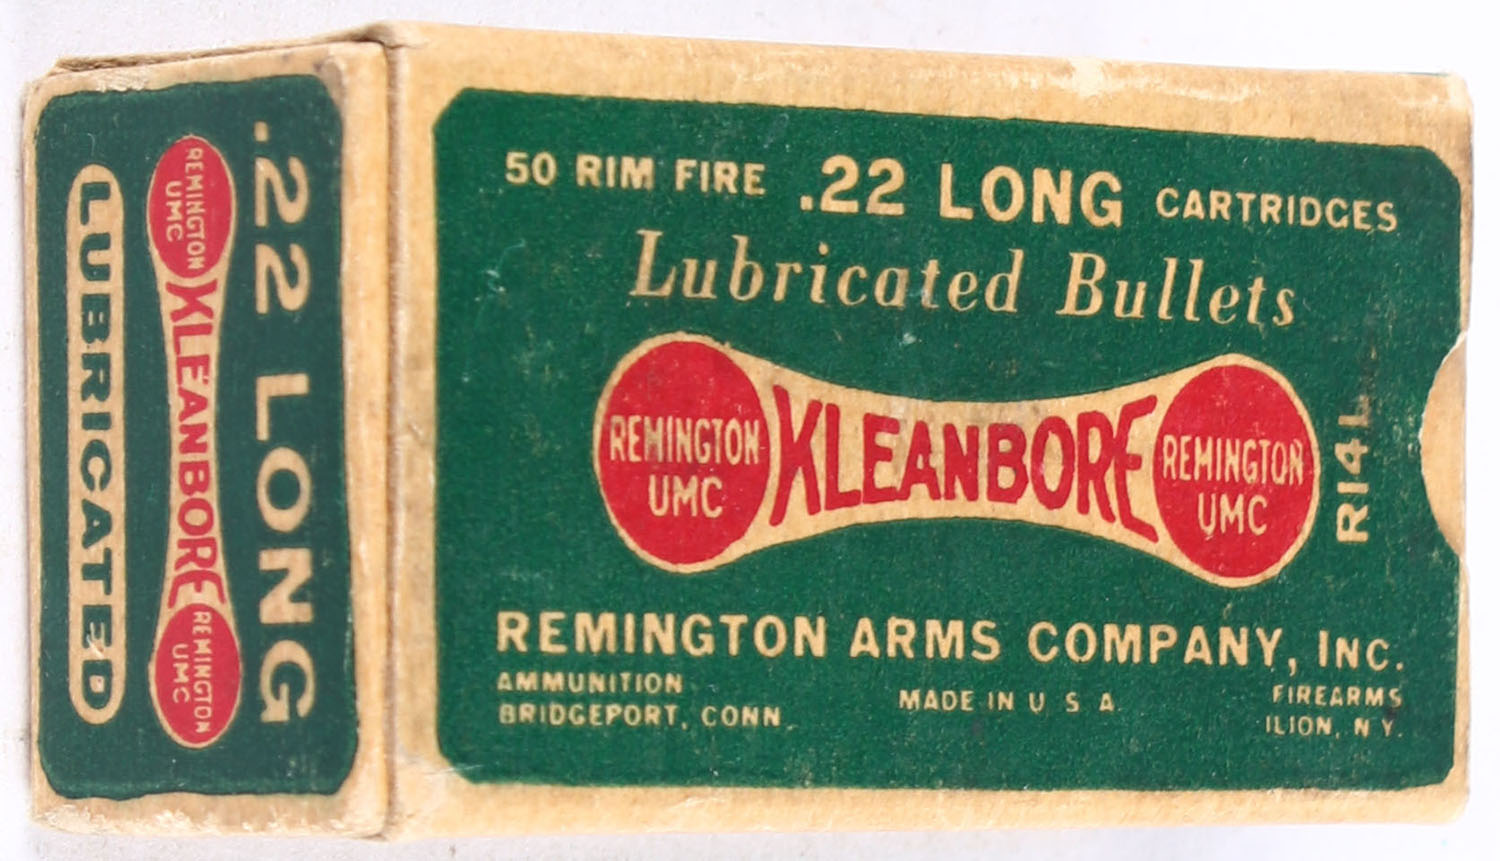 .22 LONG
REMINGTON
UMC
KLEANBORE
REMINGTON
UMC
LUBRICATED
50 RIM FIRE .22 LONG CARTRIDGES
Lubricated Bullets
REMINGTON
UMC
KLEANBORE
REMINGTON
UMC
R14L
REMINGTON ARMS COMPANY, INC.
AMMUNITION
BRIDGEPORT, CONN.
MADE IN U S A
FIREARMS
ILION, N Y.